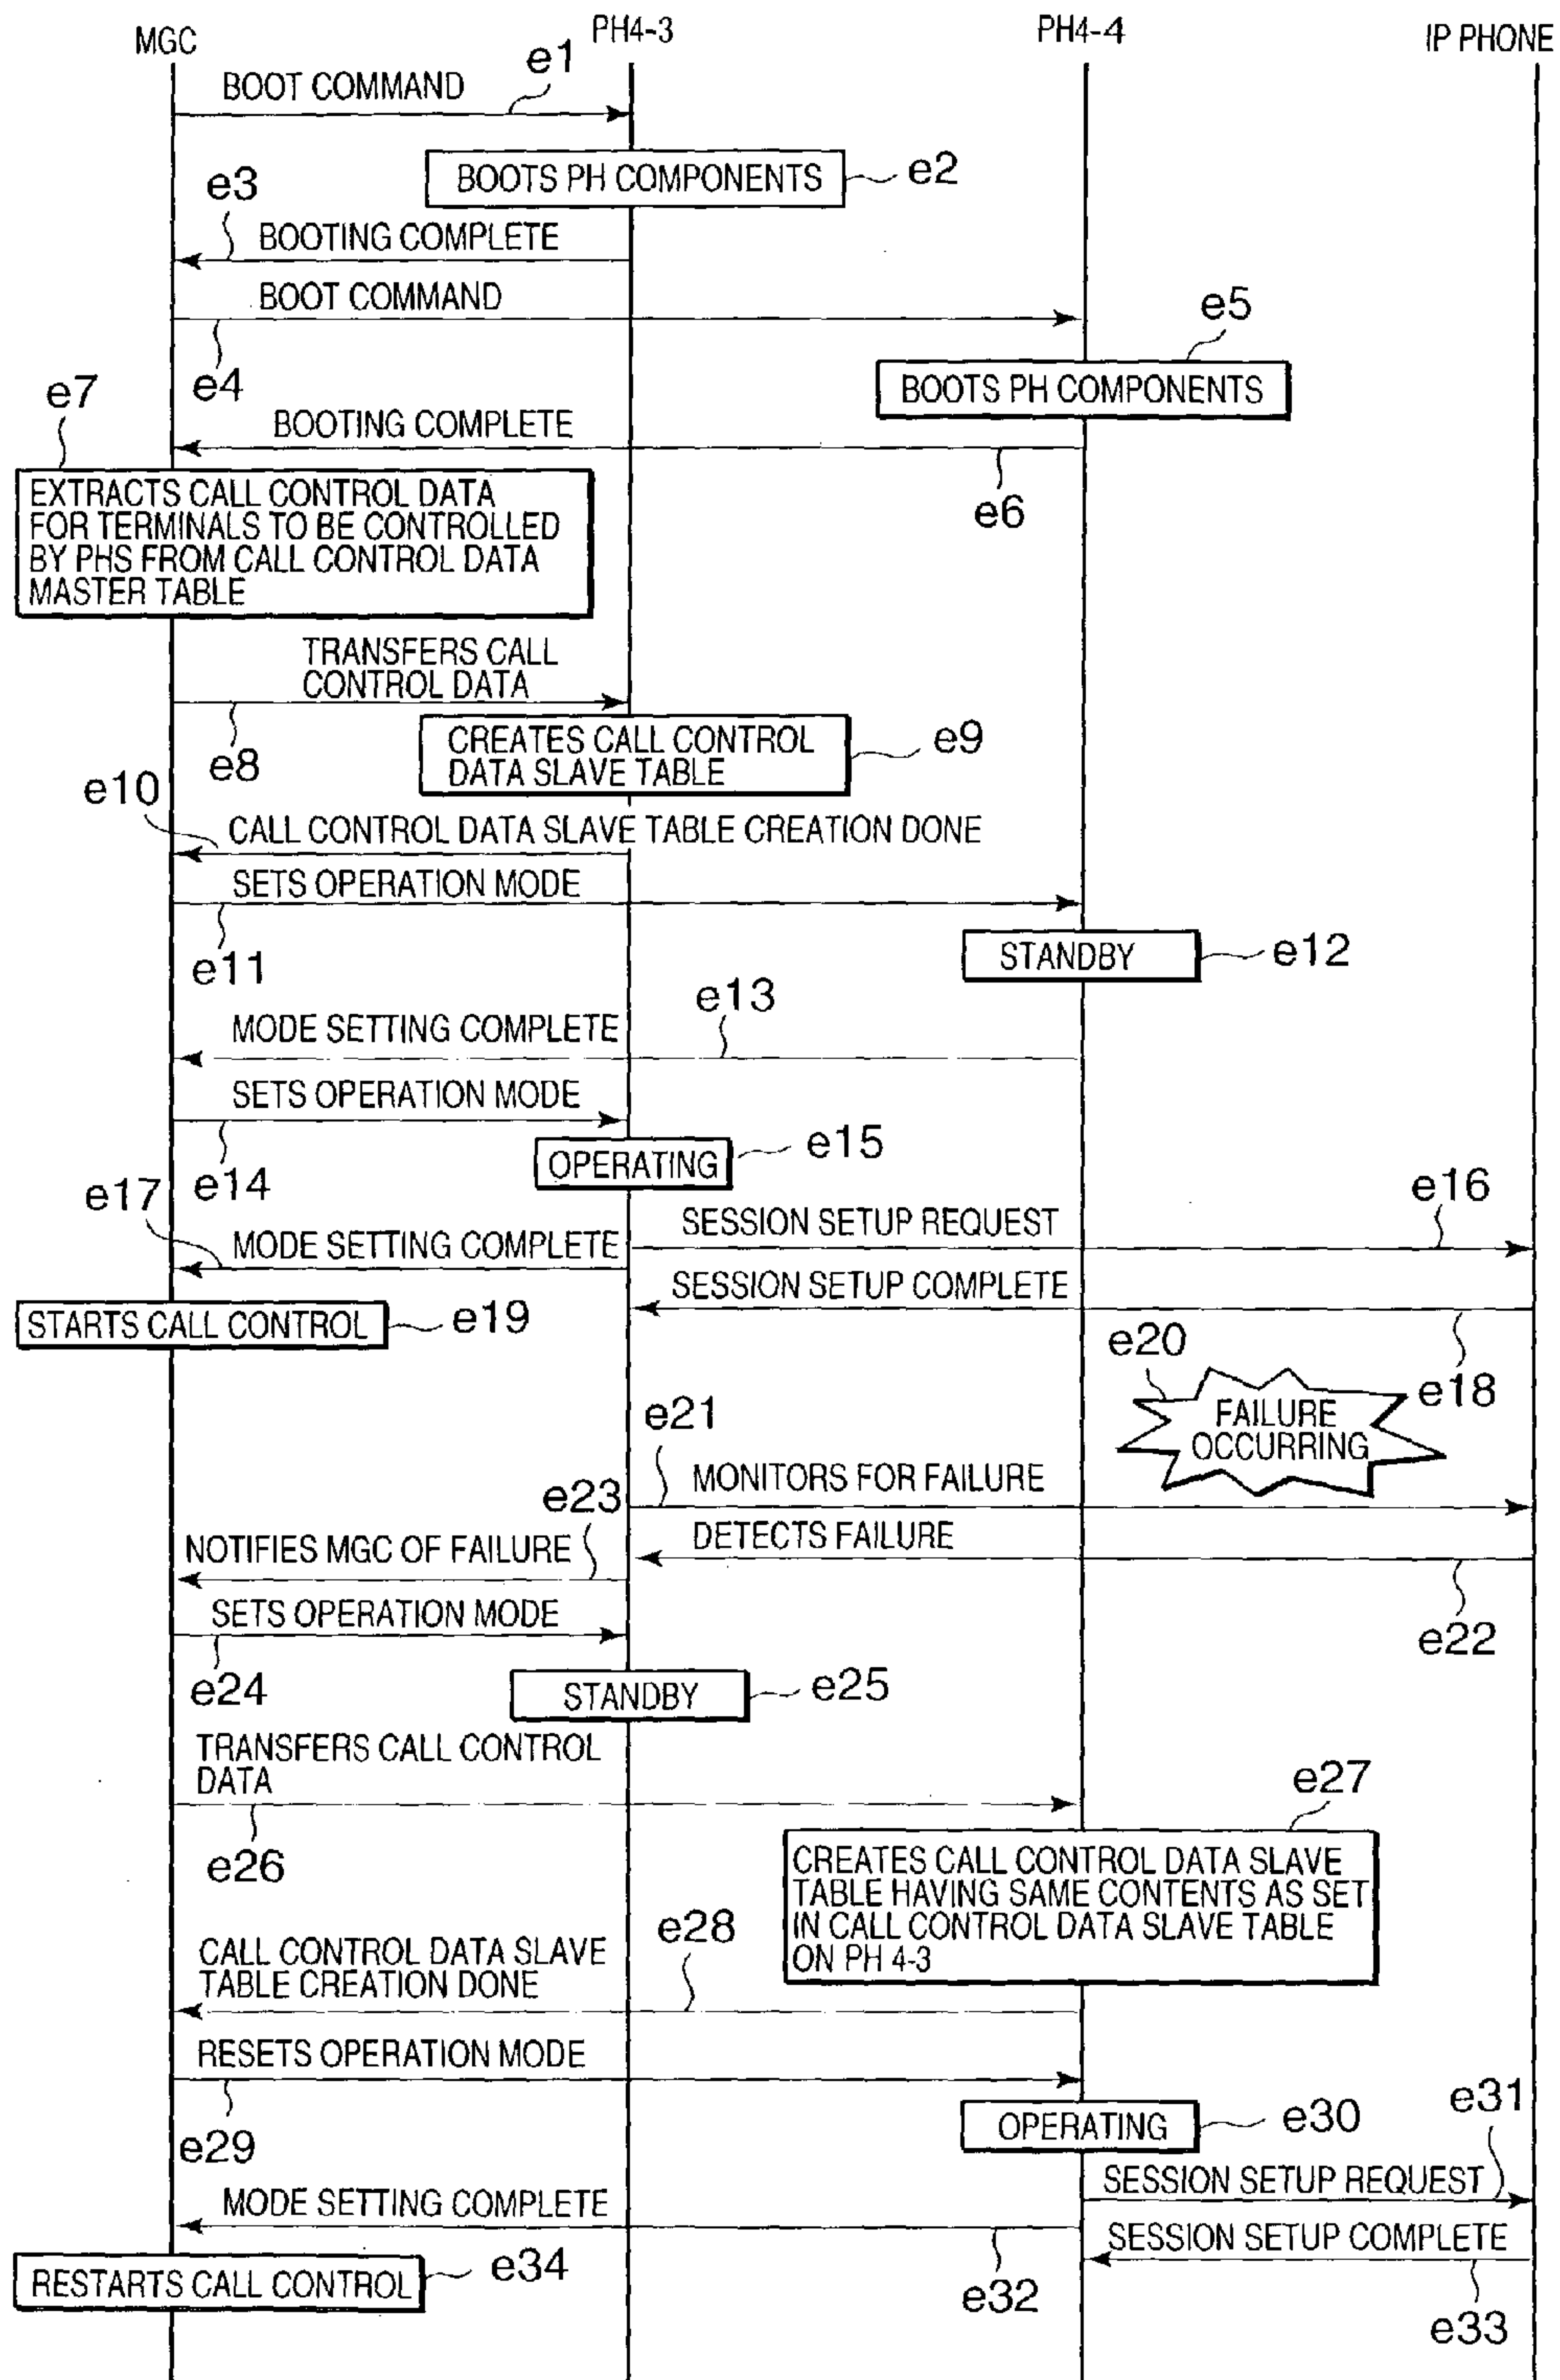 MGC
PH4-3
PH4-4
IP PHONE
BOOT COMMAND
e1
BOOTS PH COMPONENTS
e2
e3
BOOTING COMPLETE
BOOT COMMAND
e4
e5
BOOTS PH COMPONENTS
e7
BOOTING COMPLETE
e6
EXTRACTS CALL CONTROL DATA
FOR TERMINALS TO BE CONTROLLED
BY PHS FROM CALL CONTROL DATA
MASTER TABLE
TRANSFERS CALL
CONTROL DATA
e8
CREATES CALL CONTROL
DATA SLAVE TABLE
e9
e10
CALL CONTROL DATA SLAVE TABLE CREATION DONE
SETS OPERATION MODE
e11
STANDBY
e12
e13
MODE SETTING COMPLETE
SETS OPERATION MODE
e14
OPERATING
e15
e16
e17
SESSION SETUP REQUEST
MODE SETTING COMPLETE
SESSION SETUP COMPLETE
STARTS CALL CONTROL
e19
e18
e20
FAILURE
OCCURRING
e21
MONITORS FOR FAILURE
e23
DETECTS FAILURE
NOTIFIES MGC OF FAILURE
e22
SETS OPERATION MODE
e24
STANDBY
e25
TRANSFERS CALL CONTROL
DATA
e26
e27
CREATES CALL CONTROL DATA SLAVE
TABLE HAVING SAME CONTENTS AS SET
IN CALL CONTROL DATA SLAVE TABLE
ON PH 4-3
e28
CALL CONTROL DATA SLAVE
TABLE CREATION DONE
RESETS OPERATION MODE
e29
OPERATING
e30
e31
SESSION SETUP REQUEST
MODE SETTING COMPLETE
SESSION SETUP COMPLETE
e32
e33
RESTARTS CALL CONTROL
e34